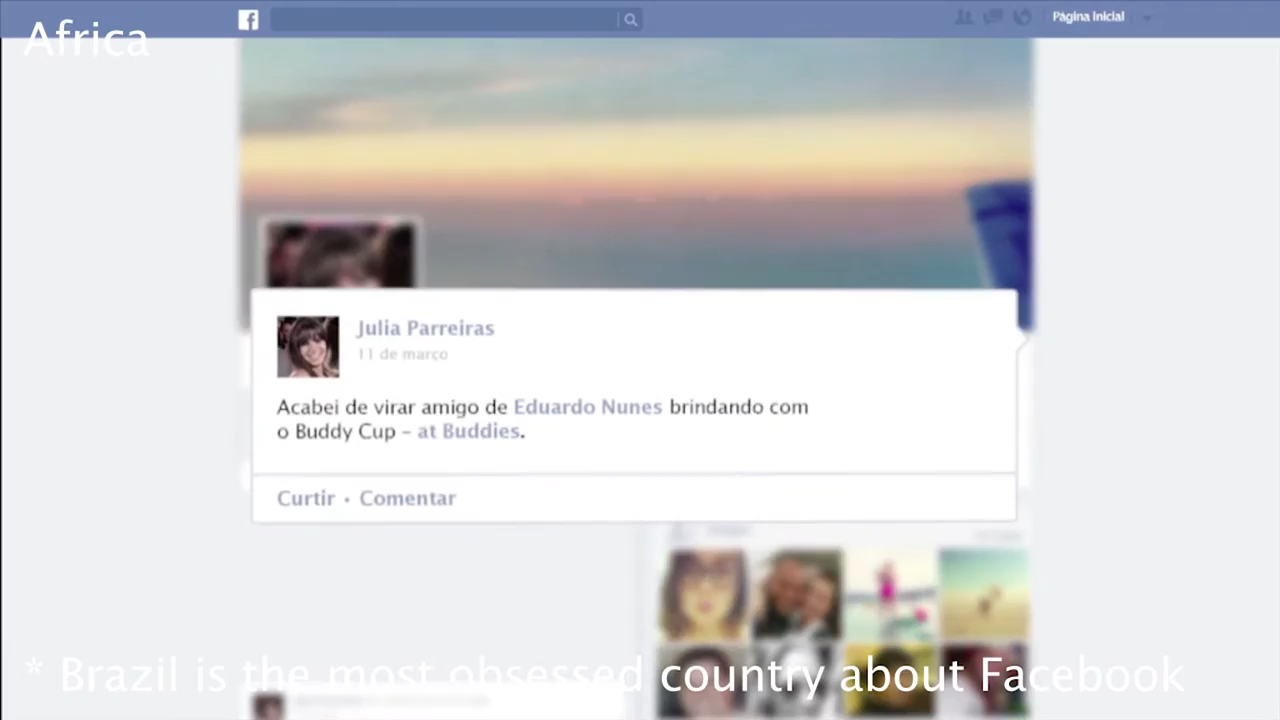 Africa
f
Página Inicial
Julia Parreiras
11 de março
Acabei de virar amigo de Eduardo Nunes brindando com
o Buddy Cup – at Buddies.
Curtir • Comentar
* Brazil is the most obsessed country about Facebook